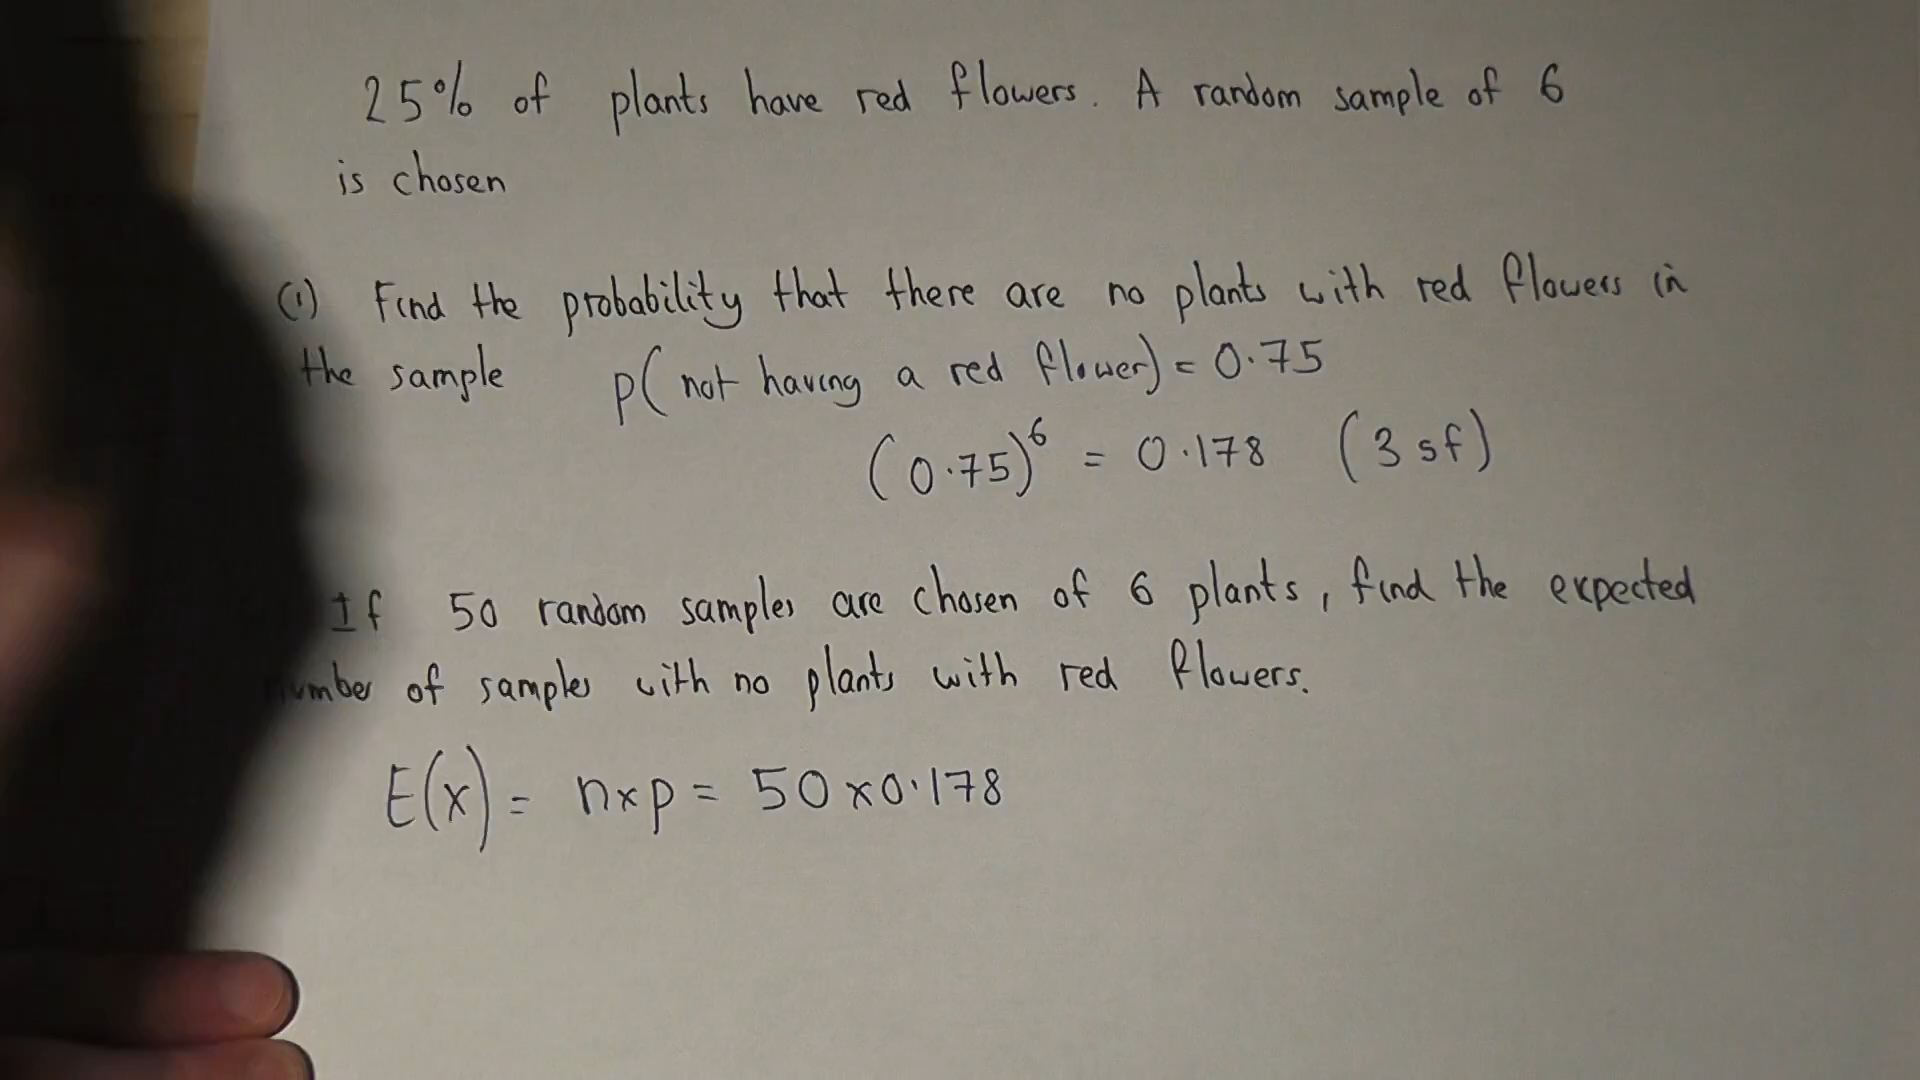 25% of plants have red flowers. A random sample of 6
is chosen
(1) Find the probability that there are no plants with red flowers in
the sample P(not having a red flower) = 0.75
(0.75)^6 = 0.178 (3 sf)
If 50 random samples are chosen of 6 plants, find the expected
number of samples with no plants with red flowers.
E(x) = n×p = 50×0.178